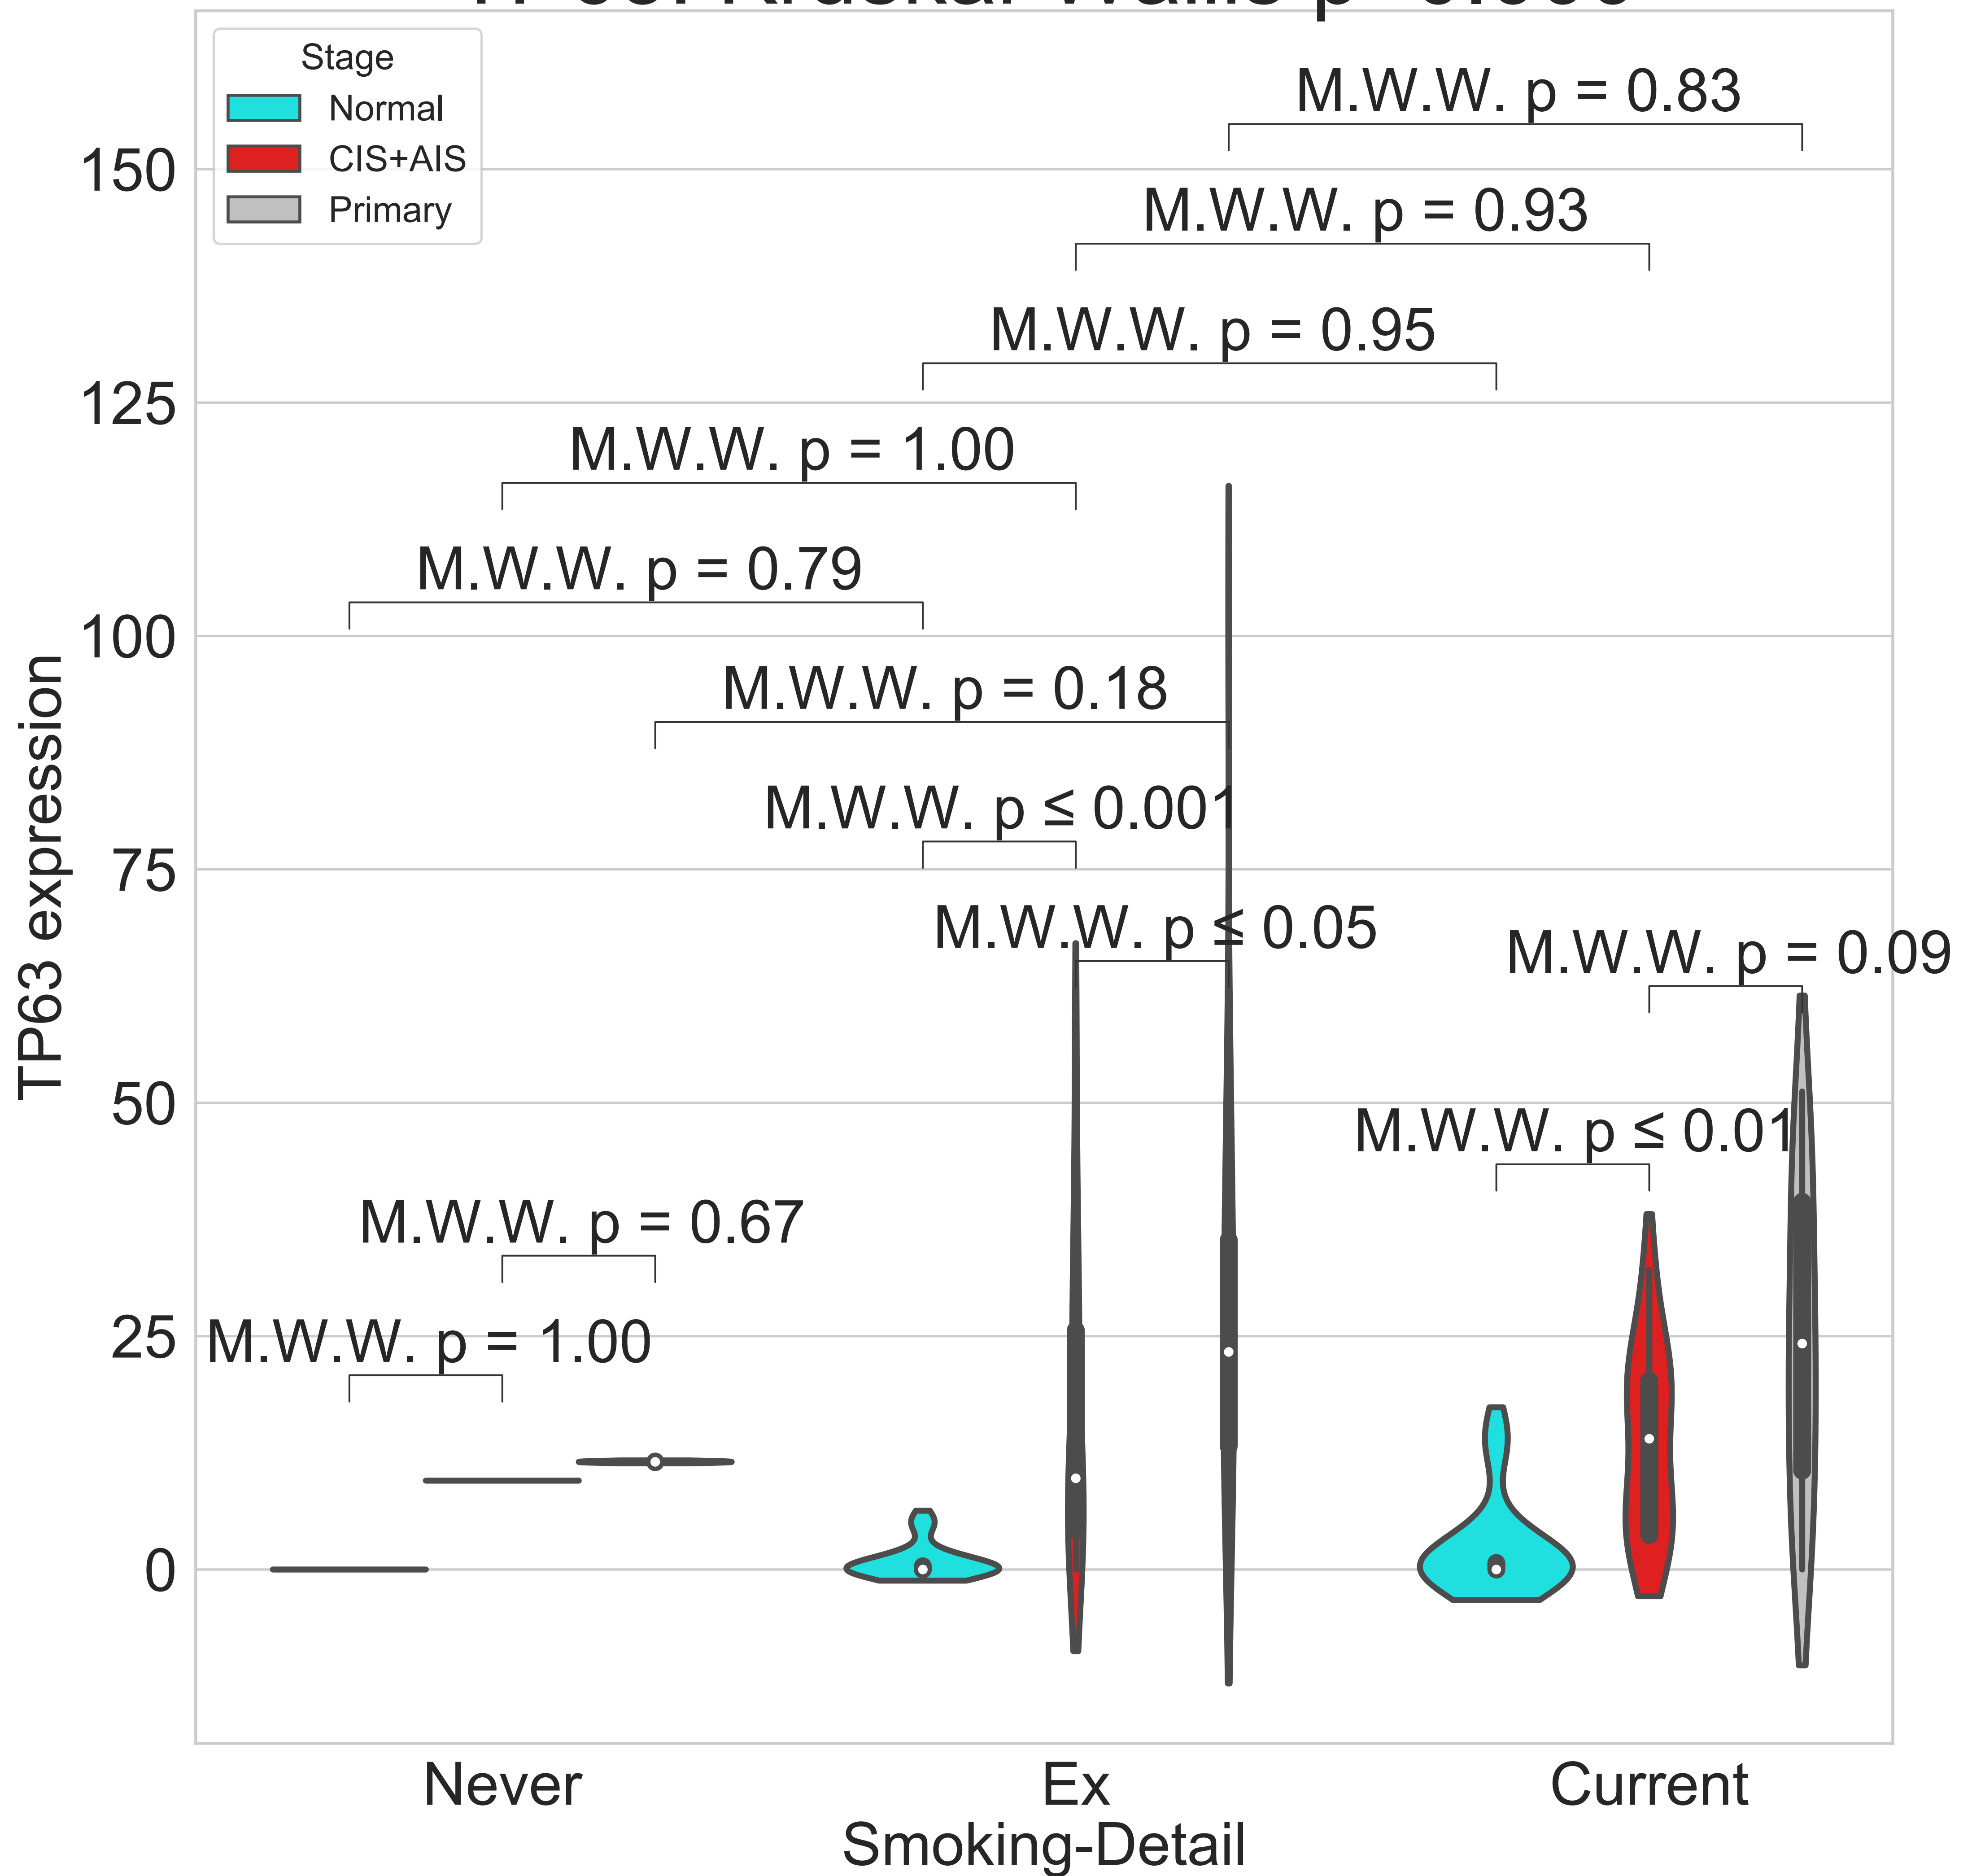 Stage
Normal
CIS+AIS
Primary
M.W.W. p = 0.83
150
M.W.W. p = 0.93
M.W.W. p = 0.95
125
M.W.W. p = 1.00
M.W.W. p = 0.79
100
M.W.W. p = 0.18
M.W.W. p ≤ 0.001
75
M.W.W. p ≤ 0.05
M.W.W. p = 0.09
50
M.W.W. p ≤ 0.01
M.W.W. p = 0.67
25
M.W.W. p = 1.00
0
TP63 expression
Never
Ex
Current
Smoking-Detail